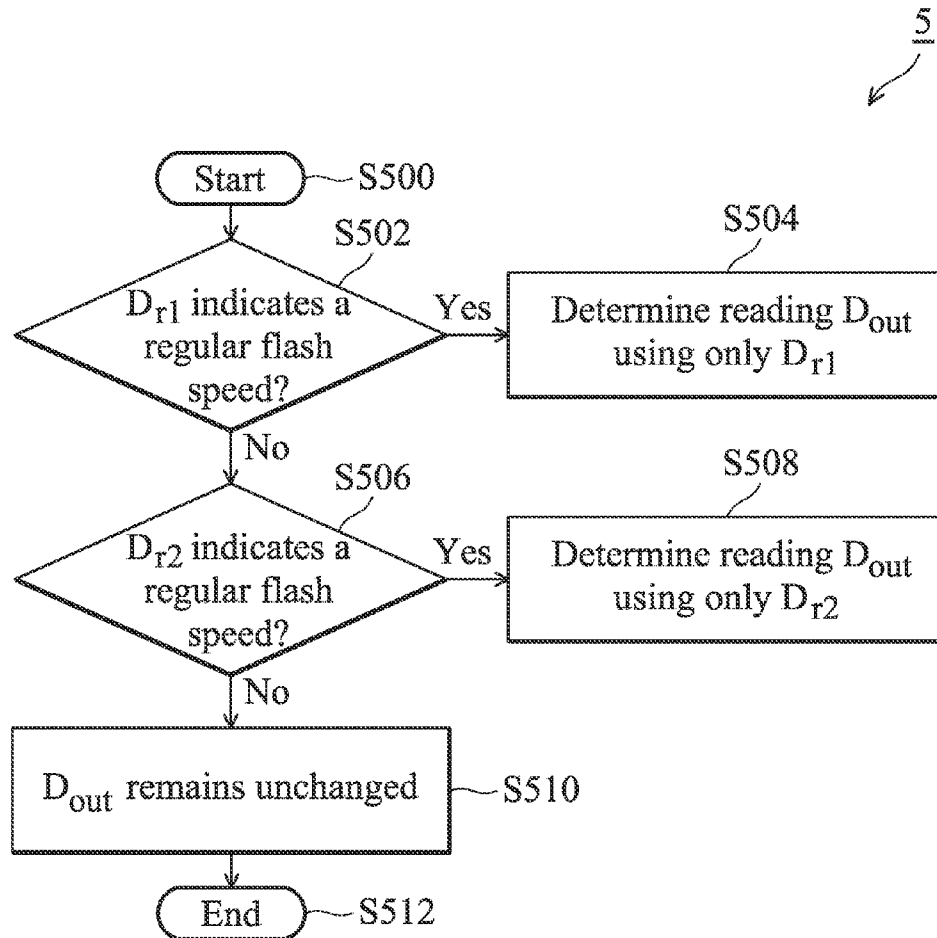 5
Start
S500
S502
S504
D_r1 indicates a
regular flash
speed?
Yes
Determine reading D_out
using only D_r1
No
S506
S508
D_r2 indicates a
regular flash
speed?
Yes
Determine reading D_out
using only D_r2
No
D_out remains unchanged
S510
End
S512